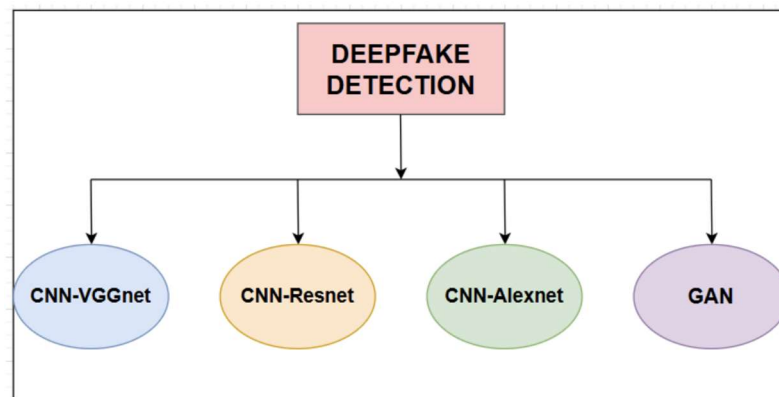 DEEPFAKE
DETECTION
CNN-VGGnet
CNN-Resnet
CNN-Alexnet
GAN